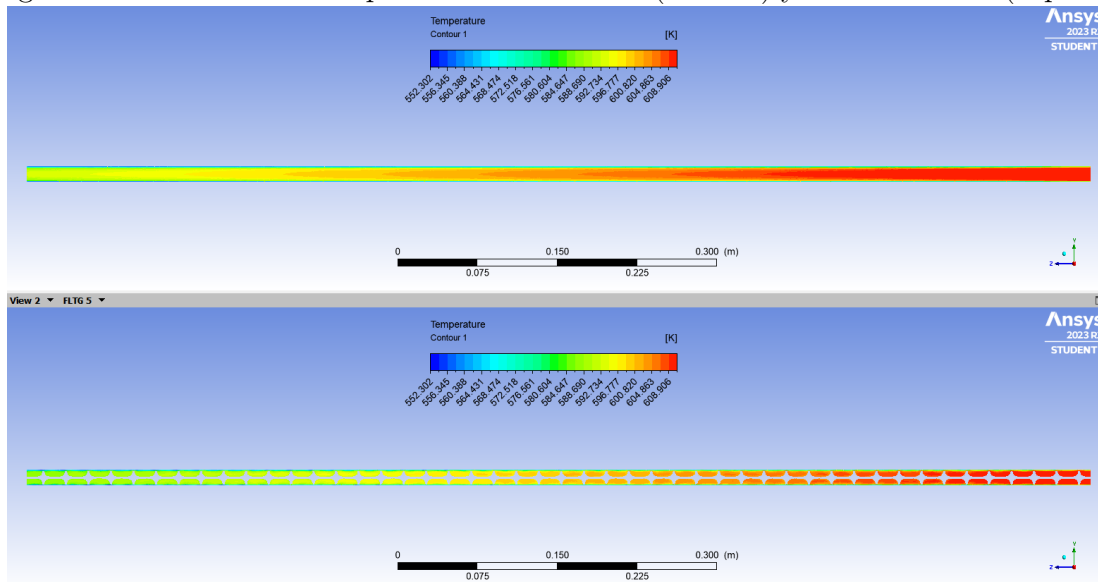 Temperature
Contour 1
[K]
552.302 556.345 560.388 564.431 568.474 572.518 576.561 580.604 584.647 588.690 592.734 596.777 600.820 604.863 608.906
Ansys
2023 R
STUDENT
0 0.150 0.300 (m)
0.075 0.225
y
z
View 2 FLTG 5
Temperature
Contour 1
[K]
552.302 556.345 560.388 564.431 568.474 572.518 576.561 580.604 584.647 588.690 592.734 596.777 600.820 604.863 608.906
Ansys
2023 R
STUDENT
0 0.150 0.300 (m)
0.075 0.225
y
z